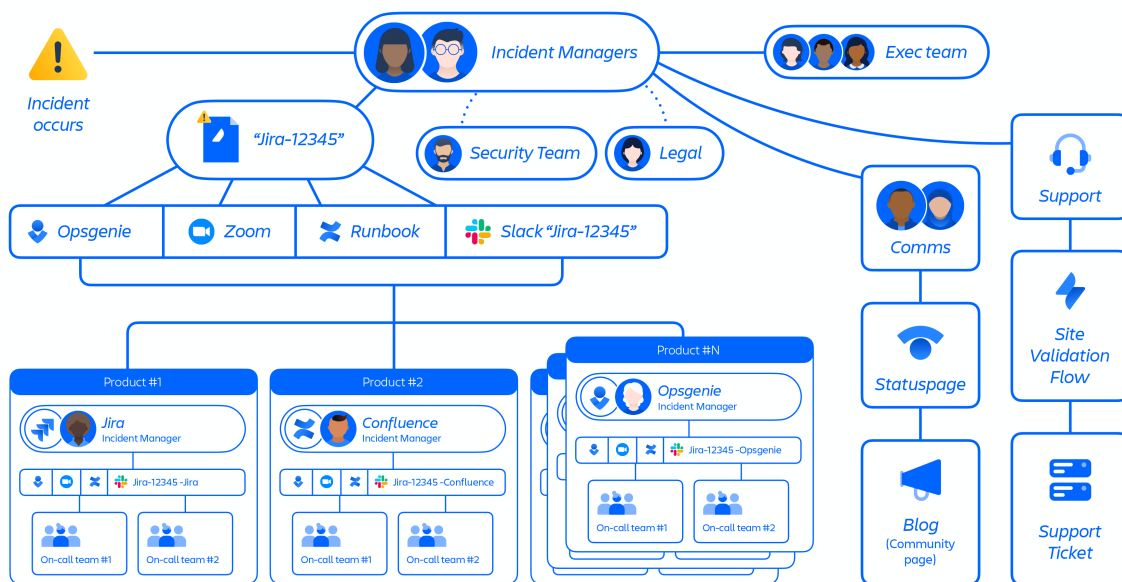 Incident
occurs
Incident Managers
Exec team
“Jira-12345”
Security Team
Legal
Support
Comms
Opsgenie
Zoom
Runbook
Slack “Jira-12345”
Site
Validation
Flow
Statuspage
Product #1
Jira
Incident Manager
Jira-12345 -Jira
On-call team #1
On-call team #2
Product #2
Confluence
Incident Manager
Jira-12345 -Confluence
On-call team #1
On-call team #2
Product #N
Opsgenie
Incident Manager
Jira-12345 -Opsgenie
On-call team #1
On-call team #2
Blog
(Community
page)
Support
Ticket